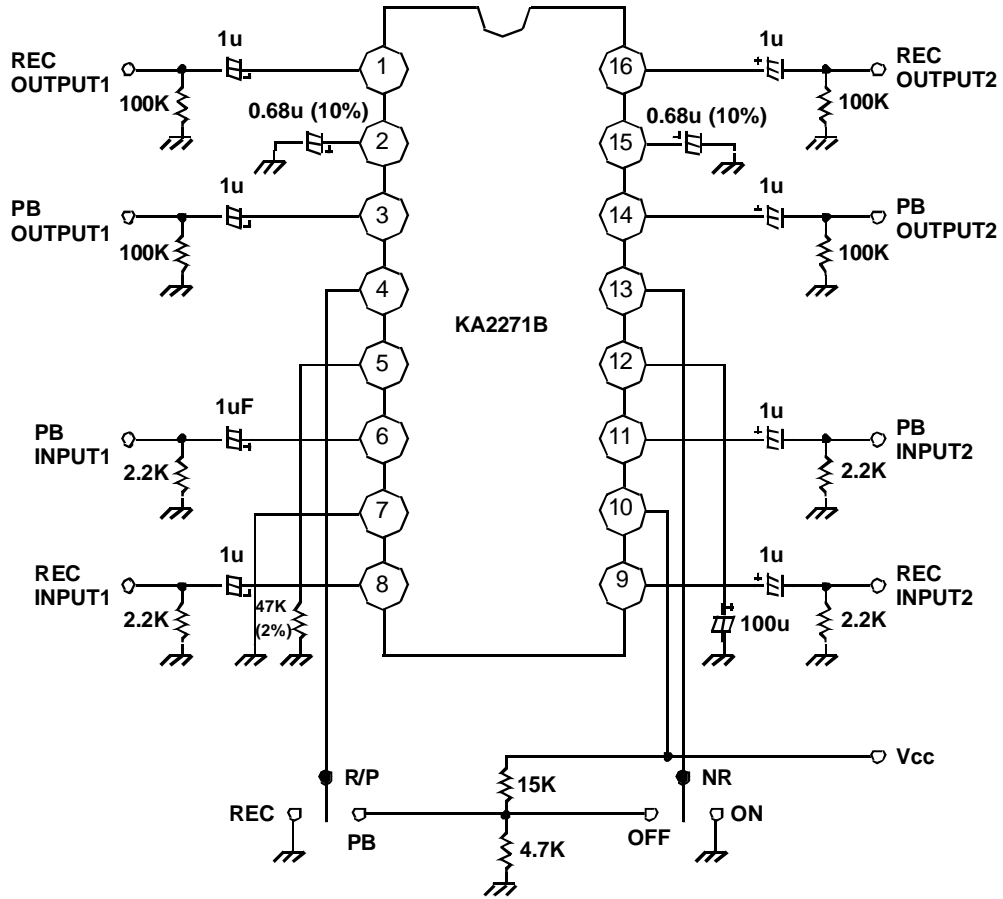 1u
REC
OUTPUT1
100K
1
16
1u
REC
OUTPUT2
100K
0.68u (10%)
2
15
0.68u (10%)
1u
PB
OUTPUT1
100K
3
14
1u
PB
OUTPUT2
100K
4
13
KA2271B
5
12
1uF
PB
INPUT1
2.2K
6
11
1u
PB
INPUT2
2.2K
7
10
1u
REC
INPUT1
2.2K
8
9
1u
REC
INPUT2
2.2K
47K
(2%)
100u
Vcc
R/P
15K
NR
REC
PB
OFF
ON
4.7K